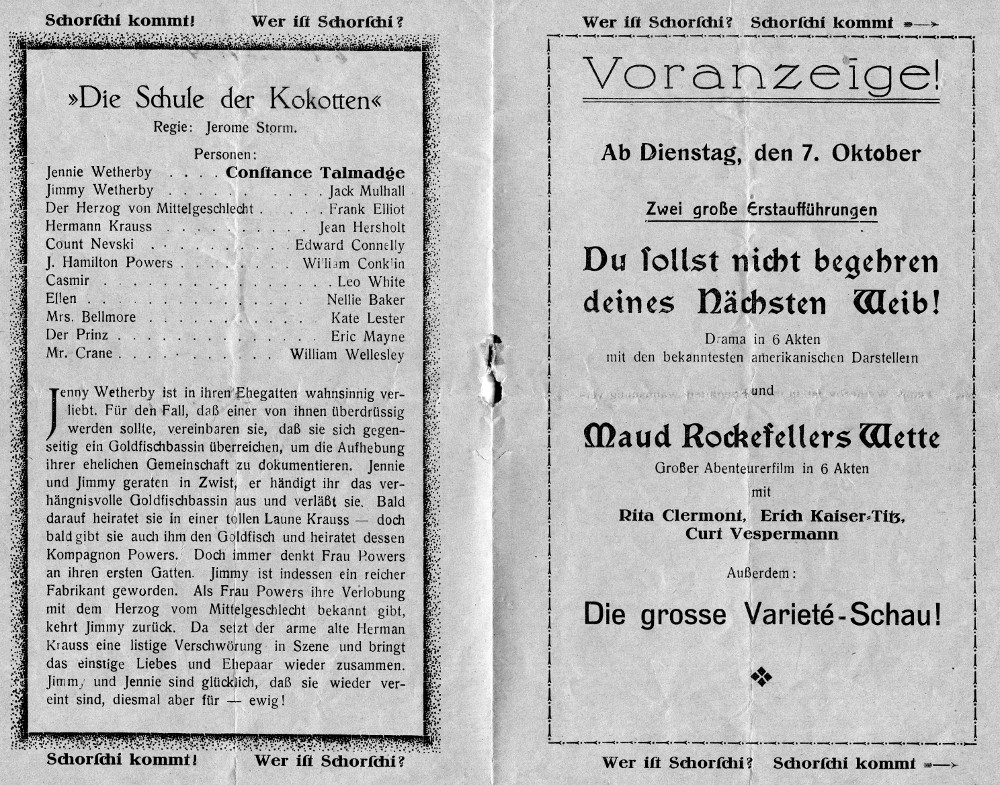 Schorſchi kommt! Wer iſt Schorſchi?
»Die Schule der Kokotten«
Regie: Jerome Storm.
Personen:
Jennie Wetherby . . . . Conſtance Talmadge
Jimmy Wetherby . . . . . . . . . Jack Mulhall
Der Herzog von Mittelgeschlecht . . . . . Frank Elliot
Hermann Krauss . . . . . . . . . Jean Hersholt
Count Nevski . . . . . . . . . Edward Connelly
J. Hamilton Powers . . . . . . . . William Conklin
Casmir . . . . . . . . . . . . . . Leo White
Ellen . . . . . . . . . . . . . . Nellie Baker
Mrs. Bellmore . . . . . . . . . . . Kate Lester
Der Prinz . . . . . . . . . . . . . Eric Mayne
Mr. Crane . . . . . . . . . . William Wellesley
Jenny Wetherby ist in ihren Ehegatten wahnsinnig ver-
liebt. Für den Fall, daß einer von ihnen überdrüssig
werden sollte, vereinbaren sie, daß sie sich gegen-
seitig ein Goldfischbassin überreichen, um die Aufhebung
ihrer ehelichen Gemeinschaft zu dokumentieren. Jennie
und Jimmy geraten in Zwist, er händigt ihr das ver-
hängnisvolle Goldfischbassin aus und verläßt sie. Bald
darauf heiratet sie in einer tollen Laune Krauss — doch
bald gibt sie auch ihm den Goldfisch und heiratet dessen
Kompagnon Powers. Doch immer denkt Frau Powers
an ihren ersten Gatten. Jimmy ist indessen ein reicher
Fabrikant geworden. Als Frau Powers ihre Verlobung
mit dem Herzog vom Mittelgeschlecht bekannt gibt,
kehrt Jimmy zurück. Da setzt der arme alte Herman
Krauss eine listige Verschwörung in Szene und bringt
das einstige Liebes und Ehepaar wieder zusammen.
Jimmy und Jennie sind glücklich, daß sie wieder ver-
eint sind, diesmal aber für — ewig!
Schorſchi kommt! Wer iſt Schorſchi?
Wer iſt Schorſchi? Schorſchi kommt
Voranzeige!
Ab Dienstag, den 7. Oktober
Zwei große Erstaufführungen
Du ſollst nicht begehren
deines Nächsten Weib!
Drama in 6 Akten
mit den bekanntesten amerikanischen Darstellern
und
Maud Rockefellers Wette
Großer Abenteurerfilm in 6 Akten
mit
Rita Clermont, Erich Kaiser-Titz,
Curt Vespermann
Außerdem:
Die grosse Varieté-Schau!
Wer iſt Schorſchi? Schorſchi kommt